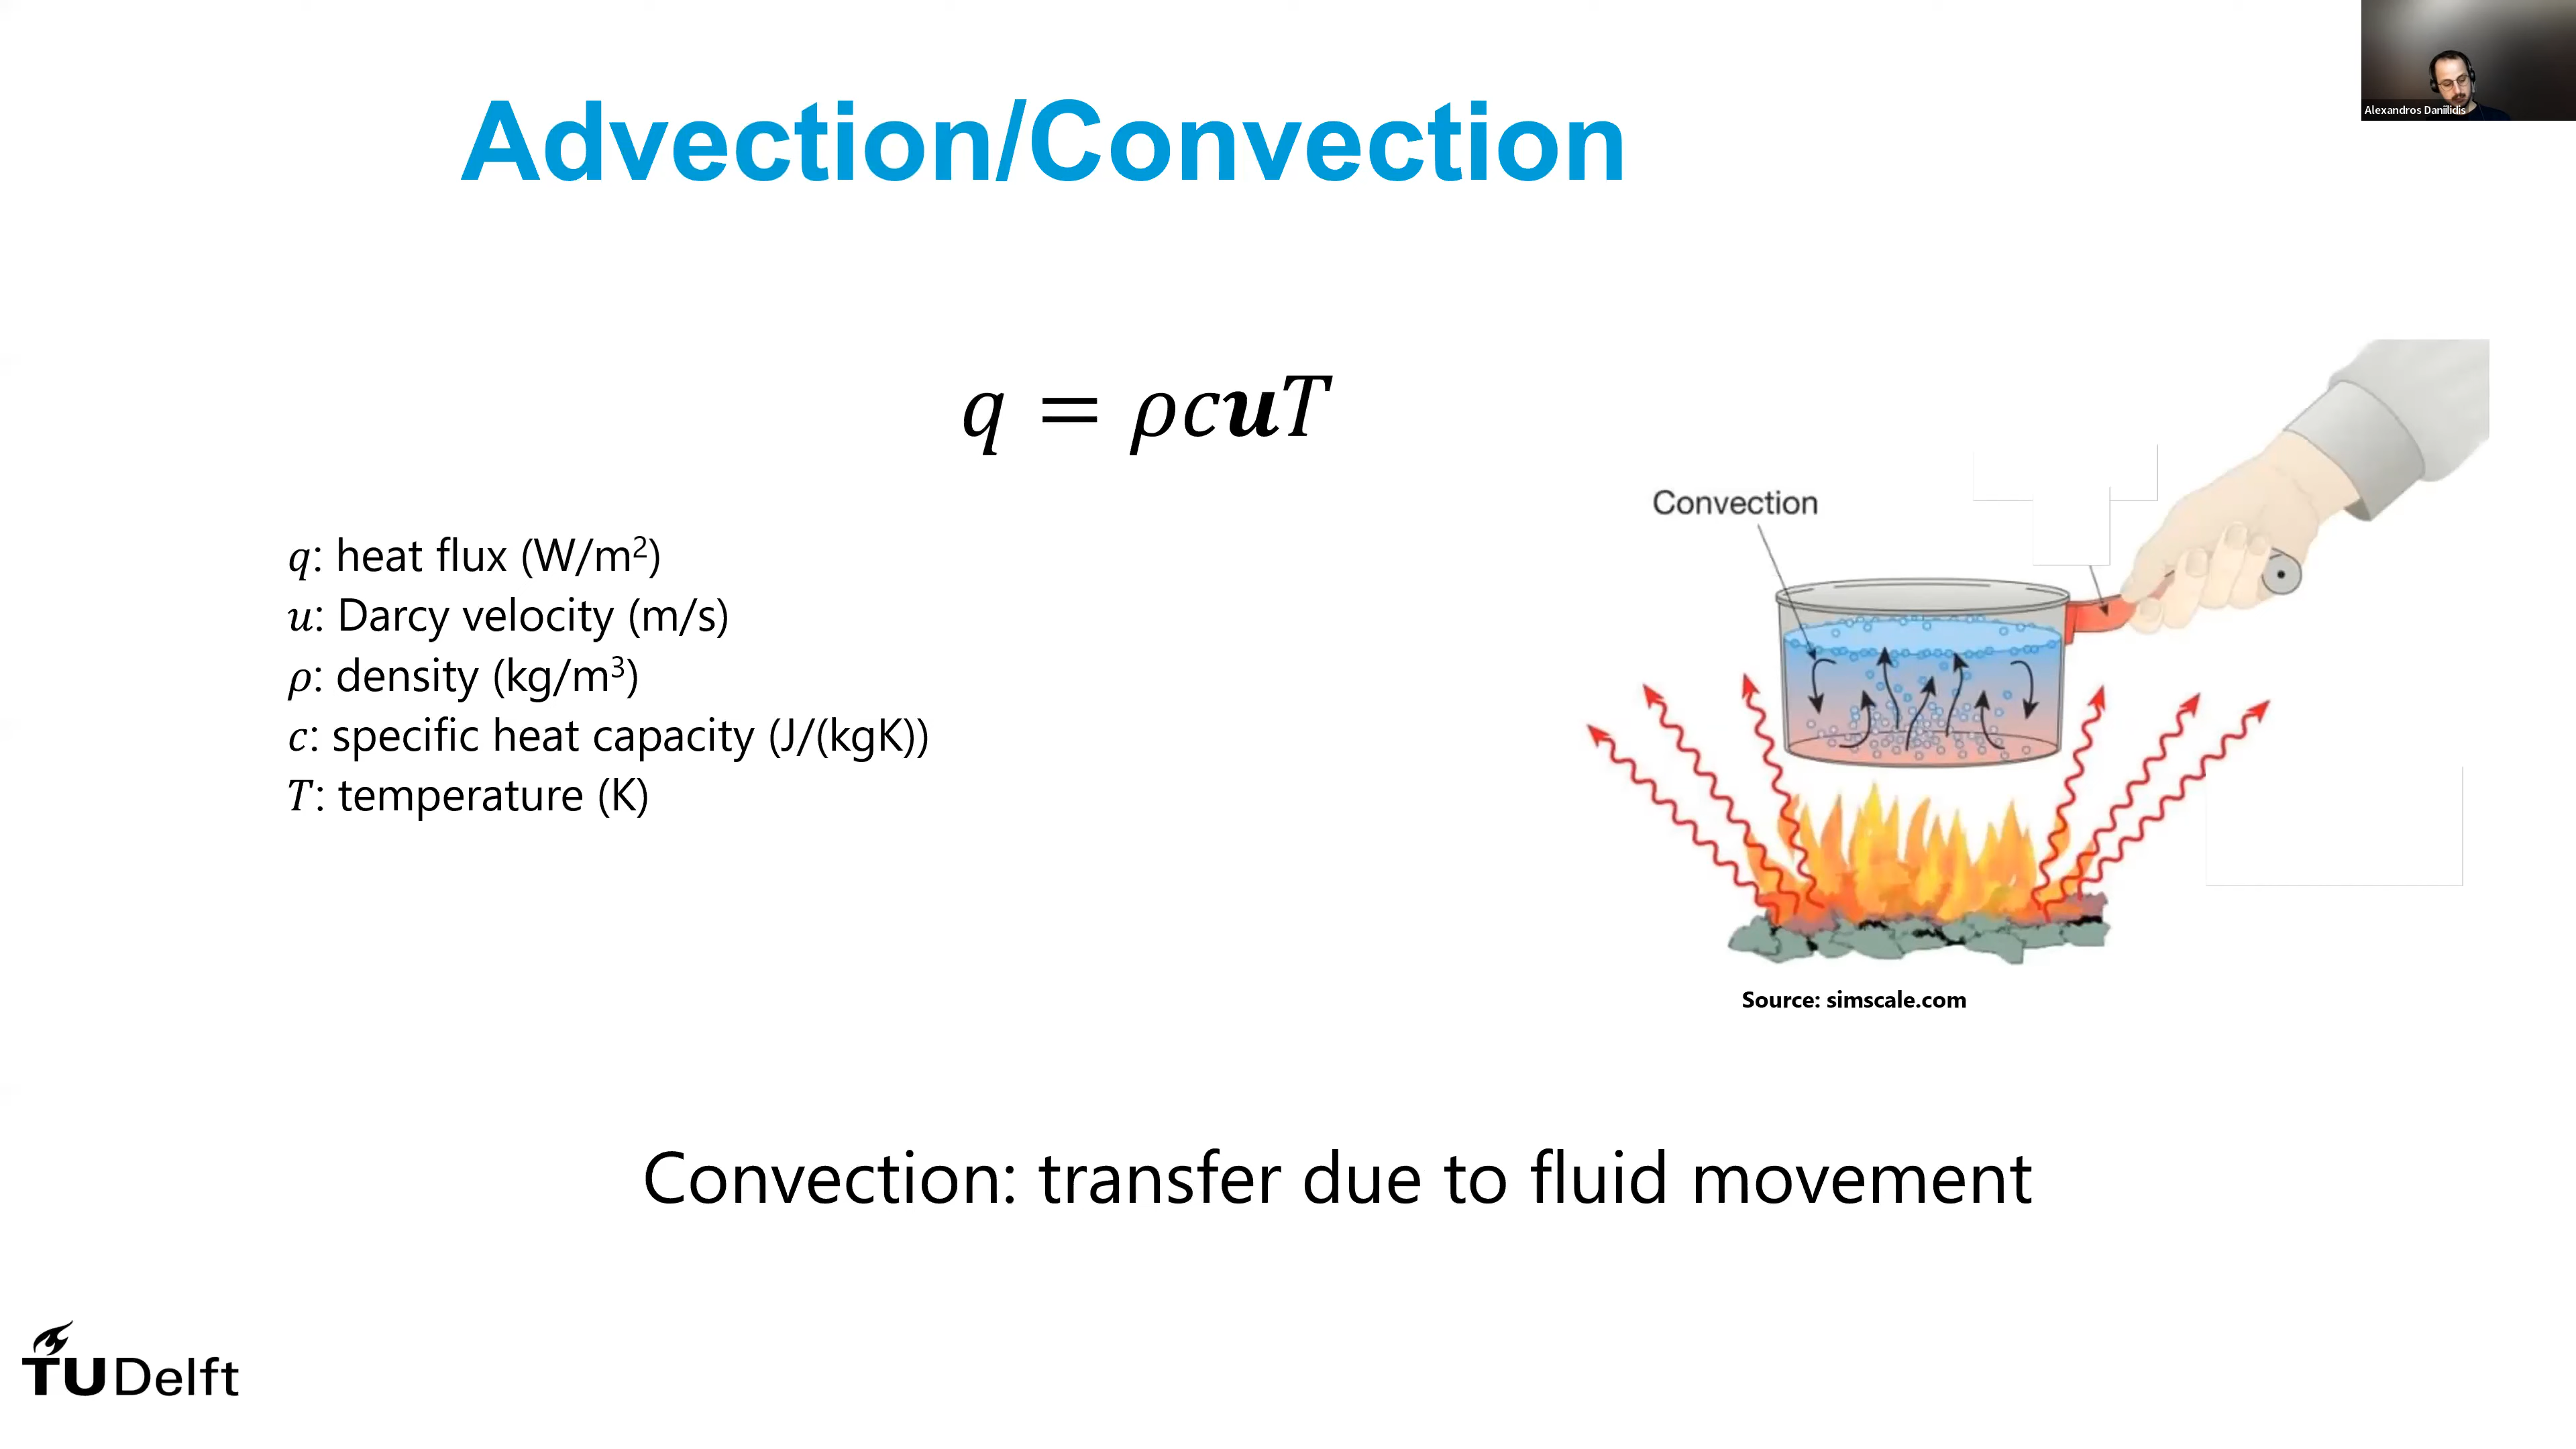 Alexandros Daniilidis
Advection/Convection
q = ρcuT
q: heat flux (W/m²)
u: Darcy velocity (m/s)
ρ: density (kg/m³)
c: specific heat capacity (J/(kgK))
T: temperature (K)
Convection
Source: simscale.com
Convection: transfer due to fluid movement
TUDelft